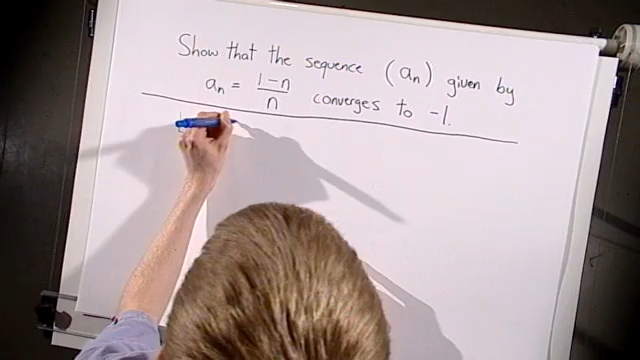 Show that the sequence (an) given by
an = 1-n/n converges to -1.